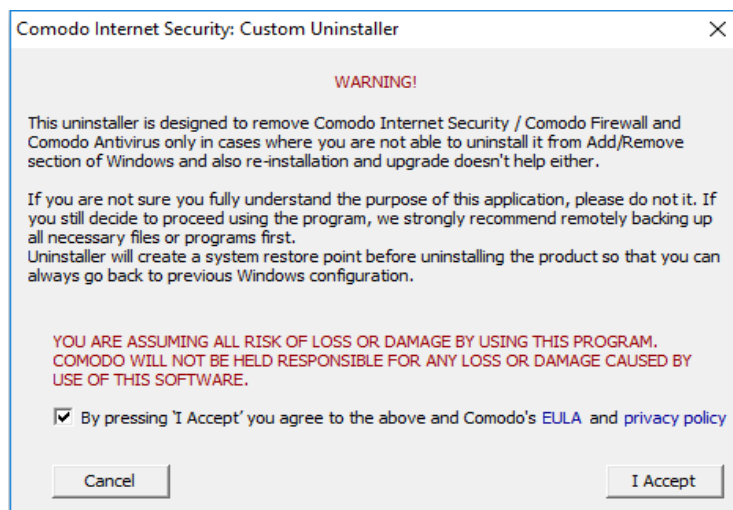 Comodo Internet Security: Custom Uninstaller
WARNING!
This uninstaller is designed to remove Comodo Internet Security / Comodo Firewall and
Comodo Antivirus only in cases where you are not able to uninstall it from Add/Remove
section of Windows and also re-installation and upgrade doesn't help either.
If you are not sure you fully understand the purpose of this application, please do not it. If
you still decide to proceed using the program, we strongly recommend remotely backing up
all necessary files or programs first.
Uninstaller will create a system restore point before uninstalling the product so that you can
always go back to previous Windows configuration.
YOU ARE ASSUMING ALL RISK OF LOSS OR DAMAGE BY USING THIS PROGRAM.
COMODO WILL NOT BE HELD RESPONSIBLE FOR ANY LOSS OR DAMAGE CAUSED BY
USE OF THIS SOFTWARE.
By pressing 'I Accept' you agree to the above and Comodo's EULA and privacy policy
Cancel I Accept